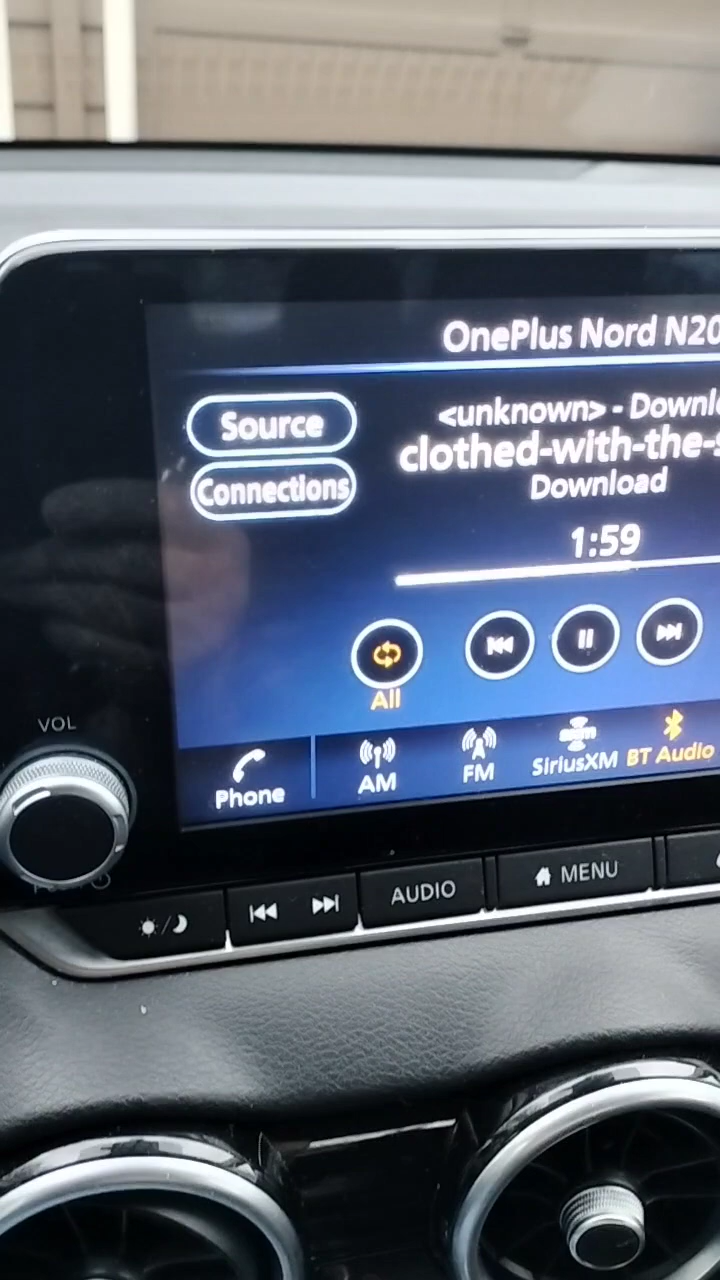 OnePlus Nord N20
Source
<unknown> - Downlo
clothed-with-the-s
Connections
Download
1:59
All
Phone
AM
FM
SiriusXM
BT Audio
VOL
AUDIO
MENU